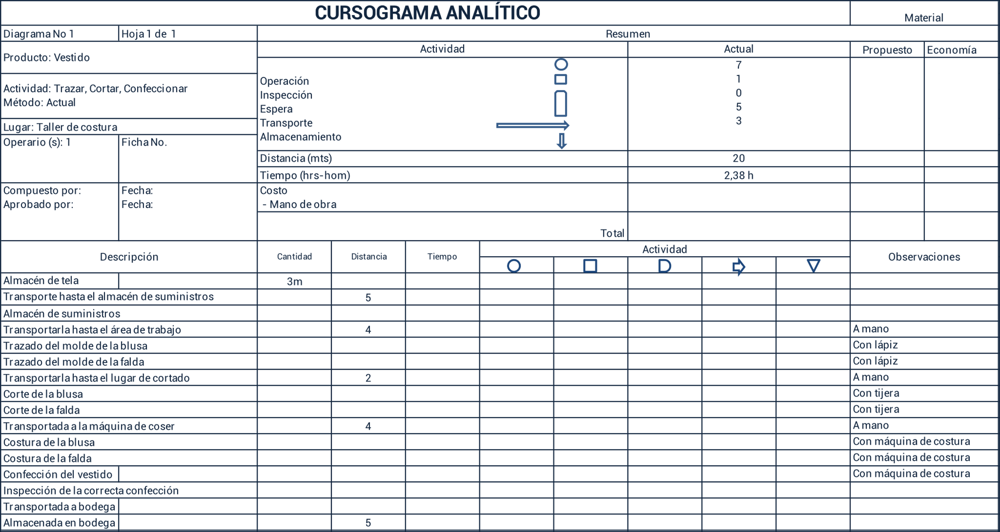 CURSOGRAMA ANALÍTICO
Material
Diagrama No 1
Hoja 1 de 1
Resumen
Producto: Vestido
Actividad
Actual
Propuesto
Economía
Actividad: Trazar, Cortar, Confeccionar
Método: Actual
Lugar: Taller de costura
Operario (s): 1
Ficha No.
Compuesto por:
Aprobado por:
Fecha:
Fecha:
Operación
Inspección
Espera
Transporte
Almacenamiento
7
1
0
5
3
Distancia (mts)
20
Tiempo (hrs-hom)
2,38 h
Costo
- Mano de obra
Total
Descripción
Cantidad
Distancia
Tiempo
Actividad
Observaciones
Almacén de tela 3m
Transporte hasta el almacén de suministros 5
Almacén de suministros
Transportarla hasta el área de trabajo 4 A mano
Trazado del molde de la blusa Con lápiz
Trazado del molde de la falda Con lápiz
Transportarla hasta el lugar de cortado 2 A mano
Corte de la blusa Con tijera
Corte de la falda Con tijera
Transportada a la máquina de coser 4 A mano
Costura de la blusa Con máquina de costura
Costura de la falda Con máquina de costura
Confección del vestido Con máquina de costura
Inspección de la correcta confección
Transportada a bodega
Almacenada en bodega 5